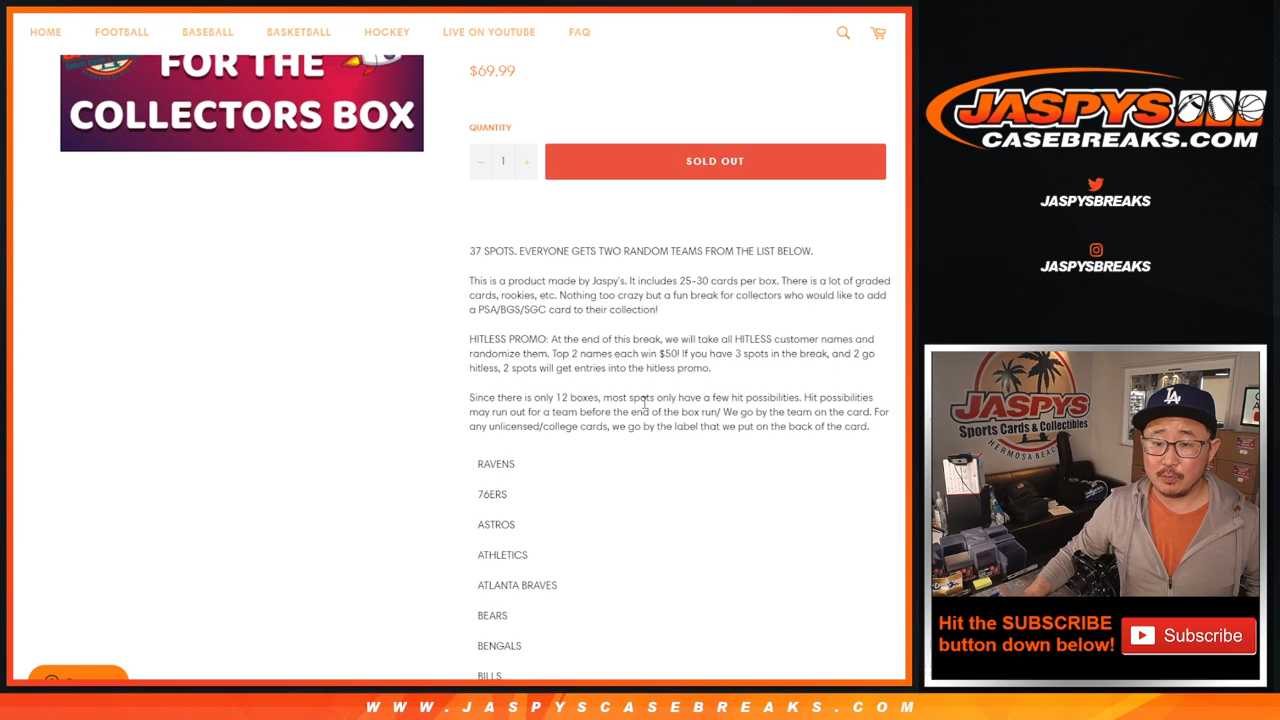 HOME FOOTBALL BASEBALL BASKETBALL HOCKEY LIVE ON YOUTUBE FAQ
FOR THE
COLLECTORS BOX
$69.99
QUANTITY
− 1 + SOLD OUT
37 SPOTS. EVERYONE GETS TWO RANDOM TEAMS FROM THE LIST BELOW.
This is a product made by Jaspy's. It includes 25-30 cards per box. There is a lot of graded
cards, rookies, etc. Nothing too crazy but a fun break for collectors who would like to add
a PSA/BGS/SGC card to their collection!
HITLESS PROMO: At the end of this break, we will take all HITLESS customer names and
randomize them. Top 2 names each win $50! If you have 3 spots in the break, and 2 go
hitless, 2 spots will get entries into the hitless promo.
Since there is only 12 boxes, most spots only have a few hit possibilities. Hit possibilities
may run out for a team before the end of the box run/ We go by the team on the card. For
any unlicensed/college cards, we go by the label that we put on the back of the card.
RAVENS
76ERS
ASTROS
ATHLETICS
ATLANTA BRAVES
BEARS
BENGALS
BILLS
JASPYS
CASEBREAKS.COM
JASPYSBREAKS
JASPYSBREAKS
JASPYS
Sports Cards & Collectibles
HERMOSA BEACH
LA
Hit the SUBSCRIBE
button down below!
Subscribe
WWW.JASPYSCASEBREAKS.COM